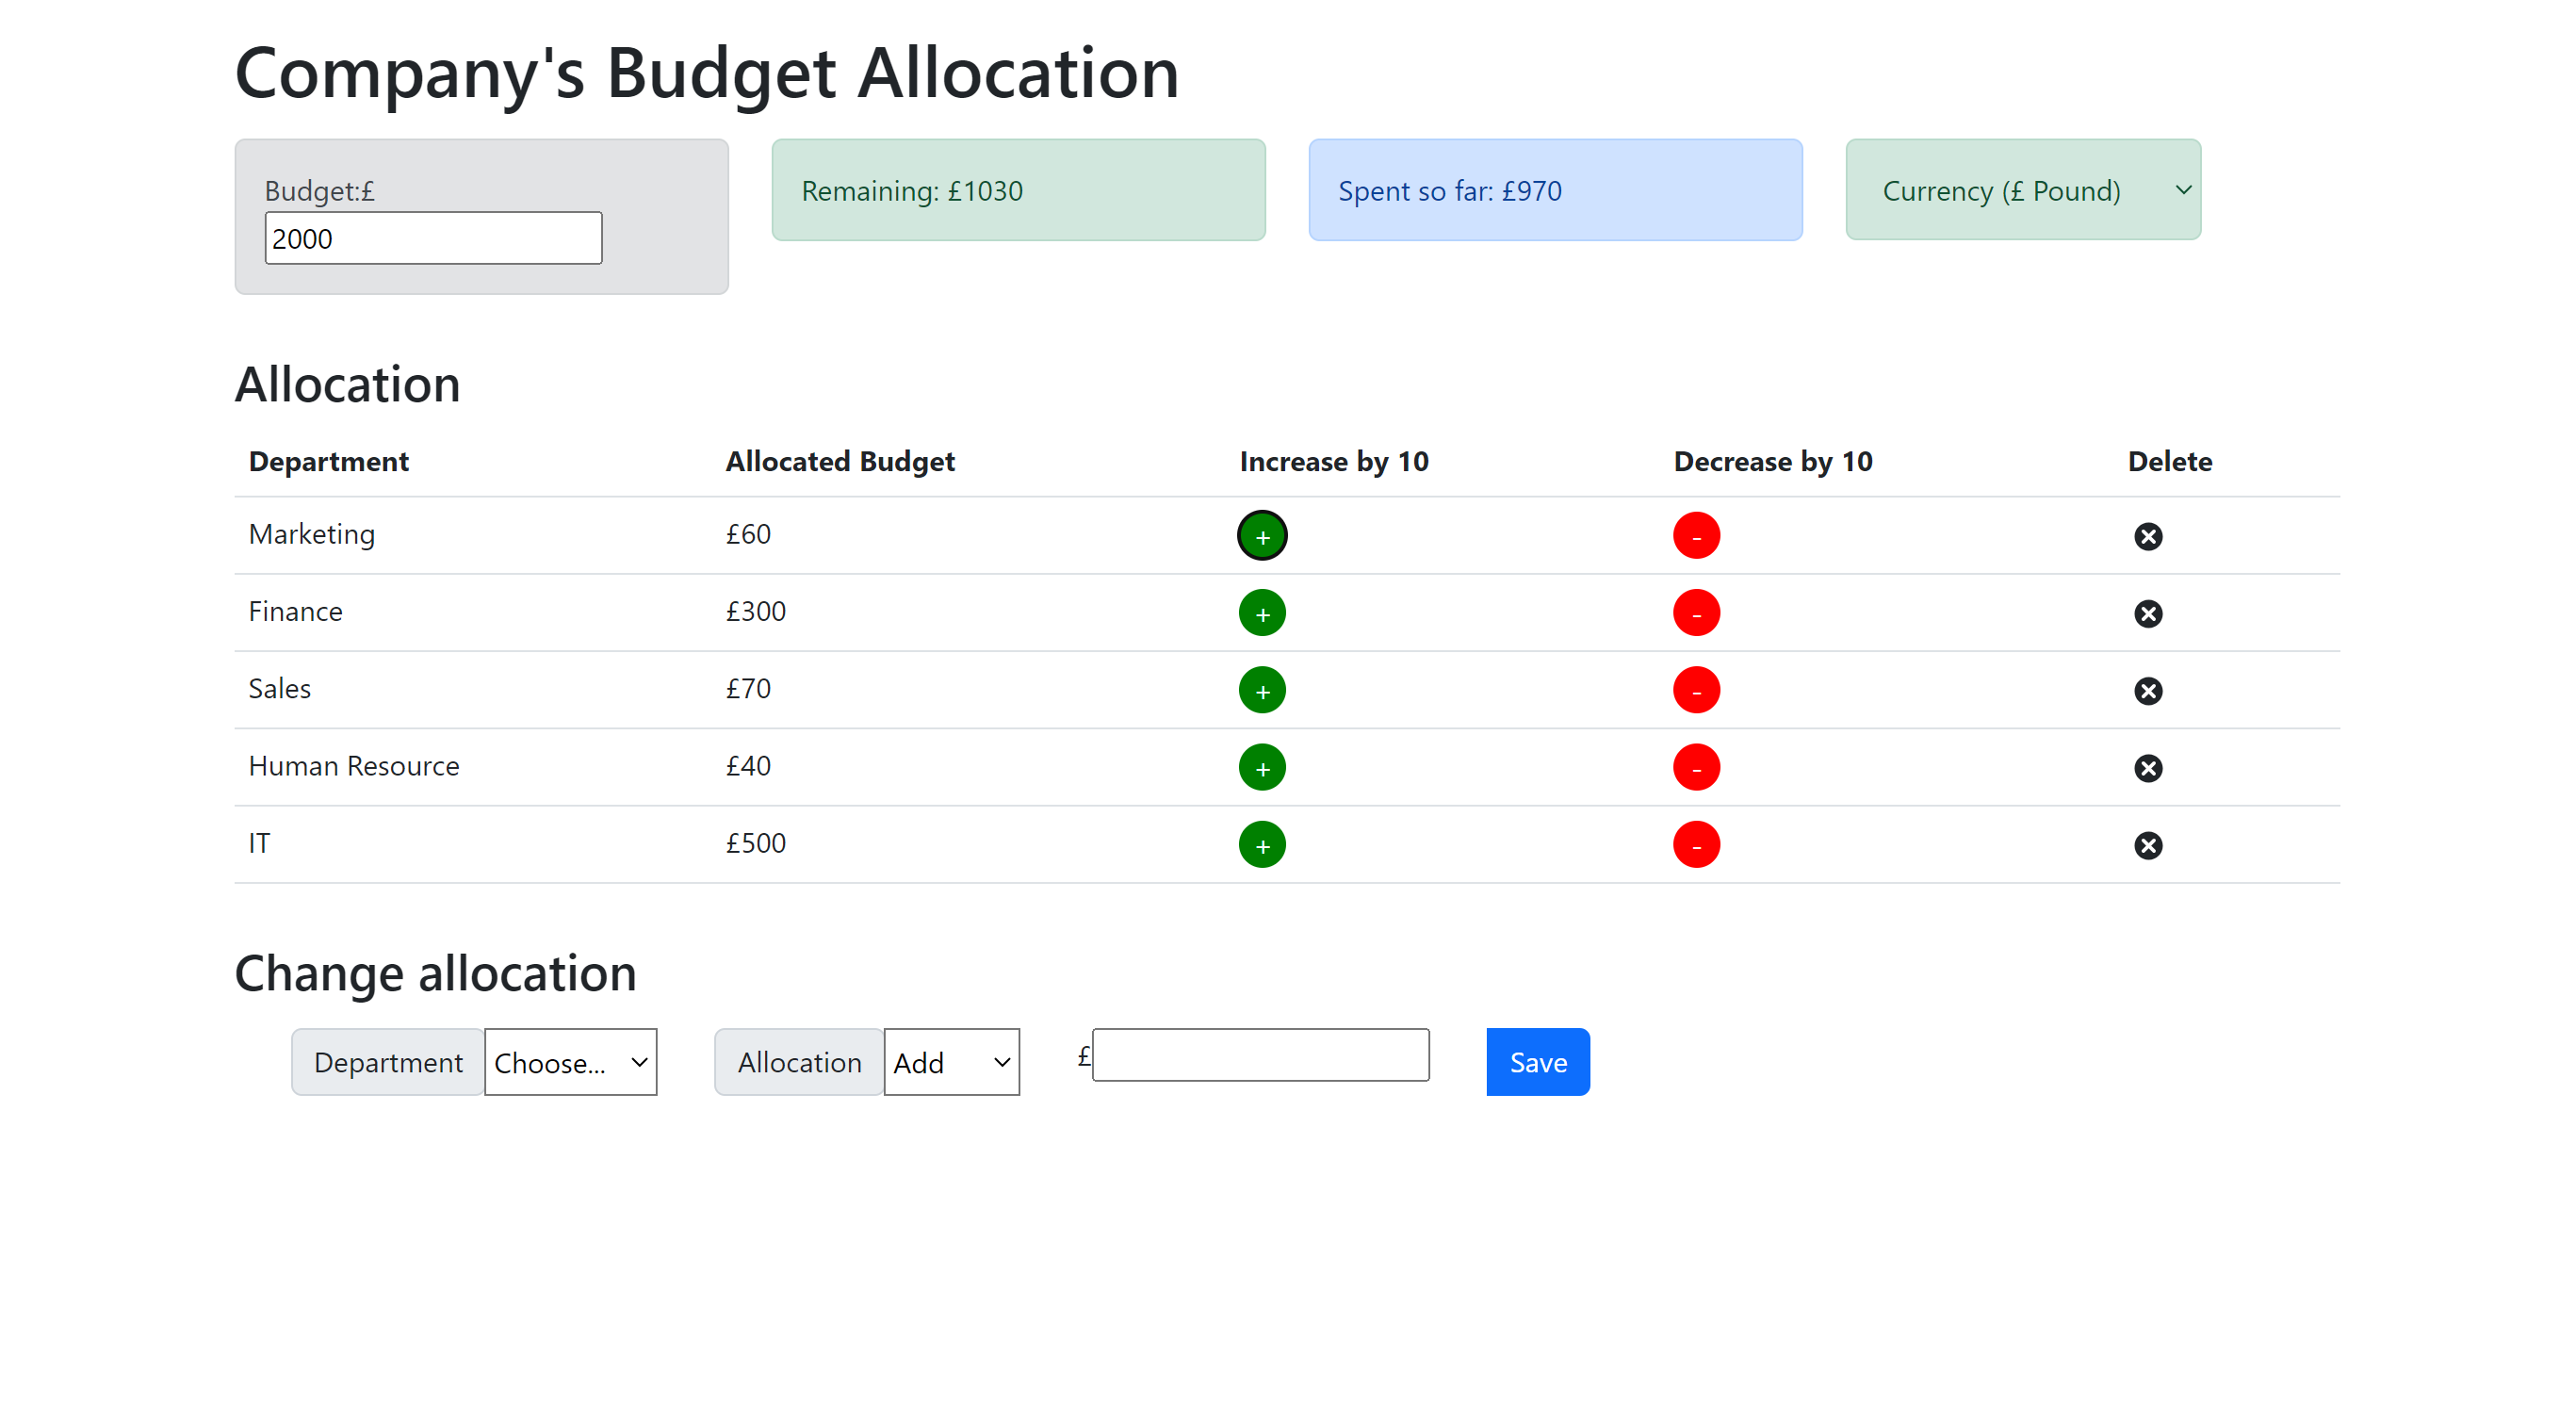 Company's Budget Allocation
Budget:£
2000
Remaining: £1030
Spent so far: £970
Currency (£ Pound)
Allocation
Department Allocated Budget Increase by 10 Decrease by 10 Delete
Marketing £60 + -
Finance £300 + -
Sales £70 + -
Human Resource £40 + -
IT £500 + -
Change allocation
Department Choose... Allocation Add £ Save